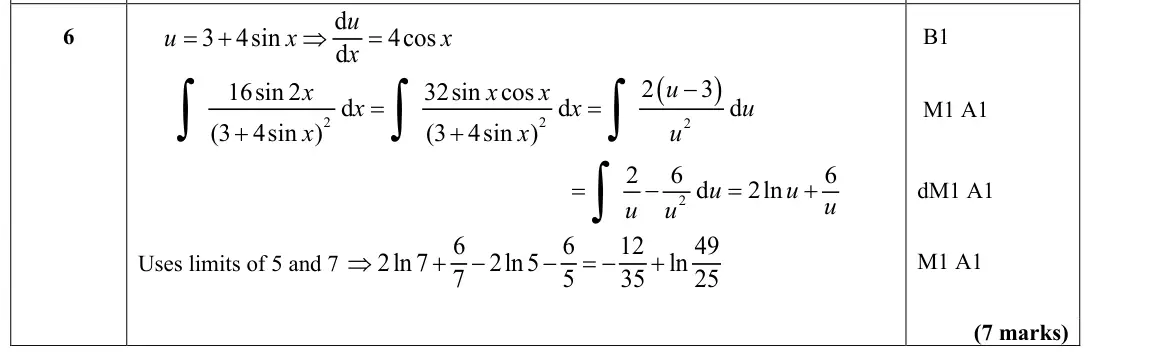 6 u = 3 + 4 sin x ⇒ du/dx = 4 cos x B1
∫ 16 sin 2x / (3 + 4 sin x)² dx = ∫ 32 sin x cos x / (3 + 4 sin x)² dx = ∫ 2(u − 3) / u² du M1 A1
= ∫ 2/u − 6/u² du = 2 ln u + 6/u dM1 A1
Uses limits of 5 and 7 ⇒ 2 ln 7 + 6/7 − 2 ln 5 − 6/5 = − 12/35 + ln 49/25 M1 A1
(7 marks)